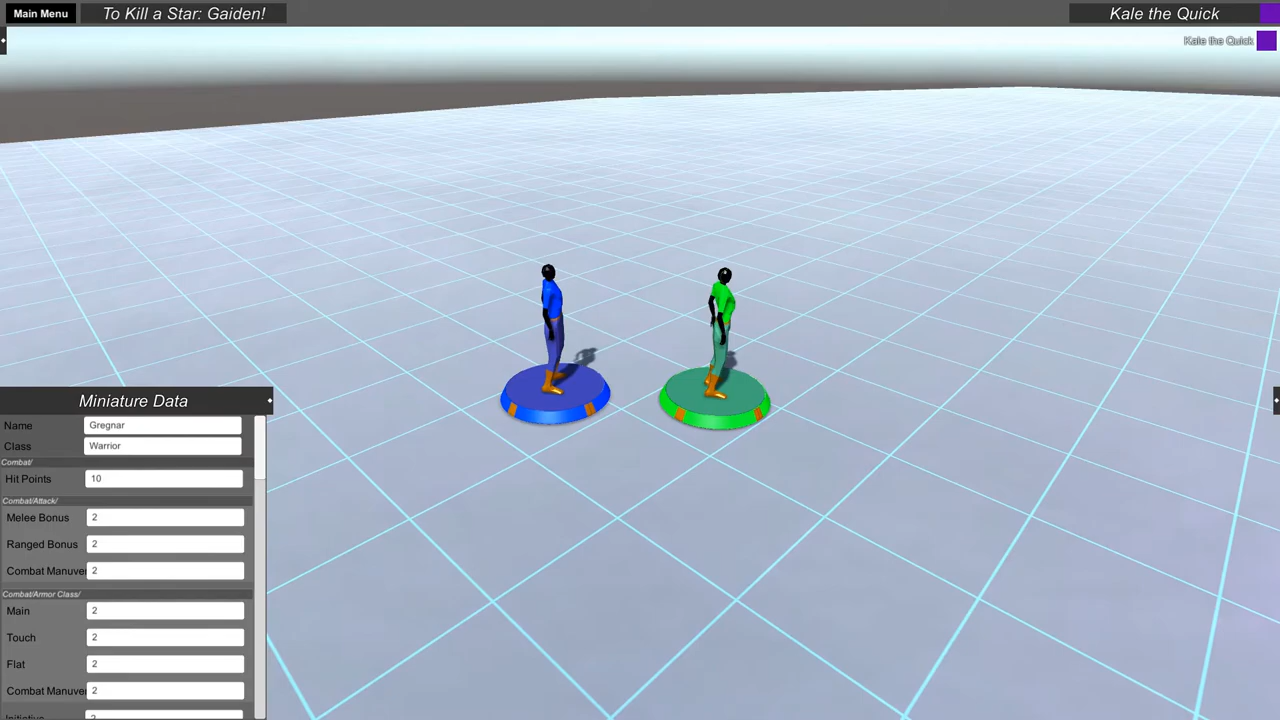 Main Menu
To Kill a Star: Gaiden!
Kale the Quick
Kale the Quick
Miniature Data
Name Gregnar
Class Warrior
Combat/
Hit Points 10
Combat/Attack/
Melee Bonus 2
Ranged Bonus 2
Combat Manuve 2
Combat/Armor Class/
Main 2
Touch 2
Flat 2
Combat Manuve 2
Initiative 2